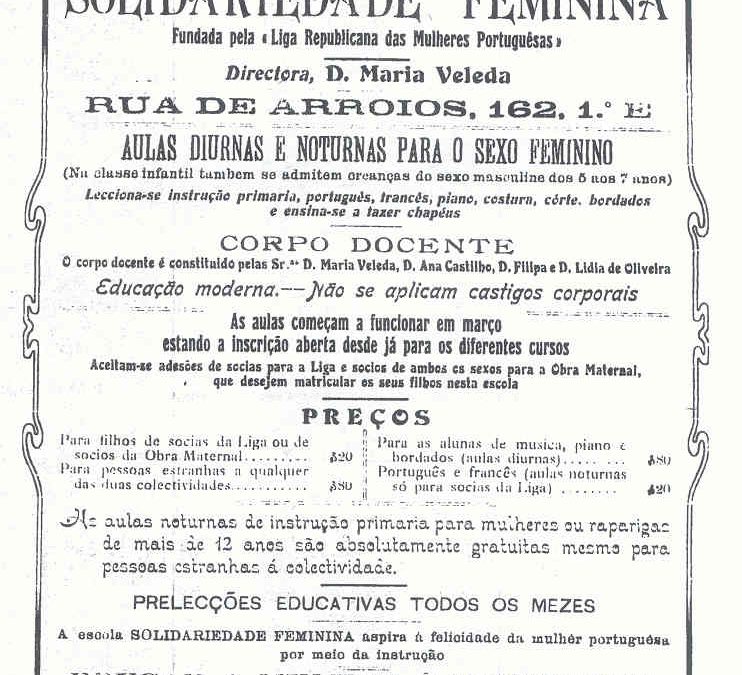 SOLIDARIEDADE FEMININA
Fundada pela «Liga Republicana das Mulheres Portuguêsas»
Directora, D. Maria Veleda
RUA DE ARROIOS, 162, 1.º E
AULAS DIURNAS E NOTURNAS PARA O SEXO FEMININO
(Na classe infantil tambem se admitem creanças do sexo masculino dos 5 aos 7 anos)
Lecciona-se instrução primaria, português, francês, piano, costura, córte, bordados
e ensina-se a fazer chapéus
CORPO DOCENTE
O corpo docente é constituido pelas Sr.as D. Maria Veleda, D. Ana Castilho, D. Filipa e D. Lidia de Oliveira
Educação moderna.—Não se aplicam castigos corporais
As aulas começam a funcionar em março
estando a inscrição aberta desde já para os diferentes cursos
Aceitam-se adesões de socias para a Liga e socios de ambos os sexos para a Obra Maternal,
que desejem matricular os seus filhos nesta escola
PREÇOS
Para filhos de socias da Liga ou de
socios da Obra Maternal......... $20
Para pessoas estranhas a qualquer
das duas colectividades........... $80
Para as alunas de musica, piano e
bordados (aulas diurnas)..... ... $80
Português e francês (aulas noturnas
só para socias da Liga) ........ $20
As aulas noturnas de instrução primaria para mulheres ou raparigas
de mais de 12 anos são absolutamente gratuitas mesmo para
pessoas estranhas á colectividade.
PRELECÇÕES EDUCATIVAS TODOS OS MEZES
A escola SOLIDARIEDADE FEMININA aspira á felicidade da mulher portuguêsa
por meio da instrução